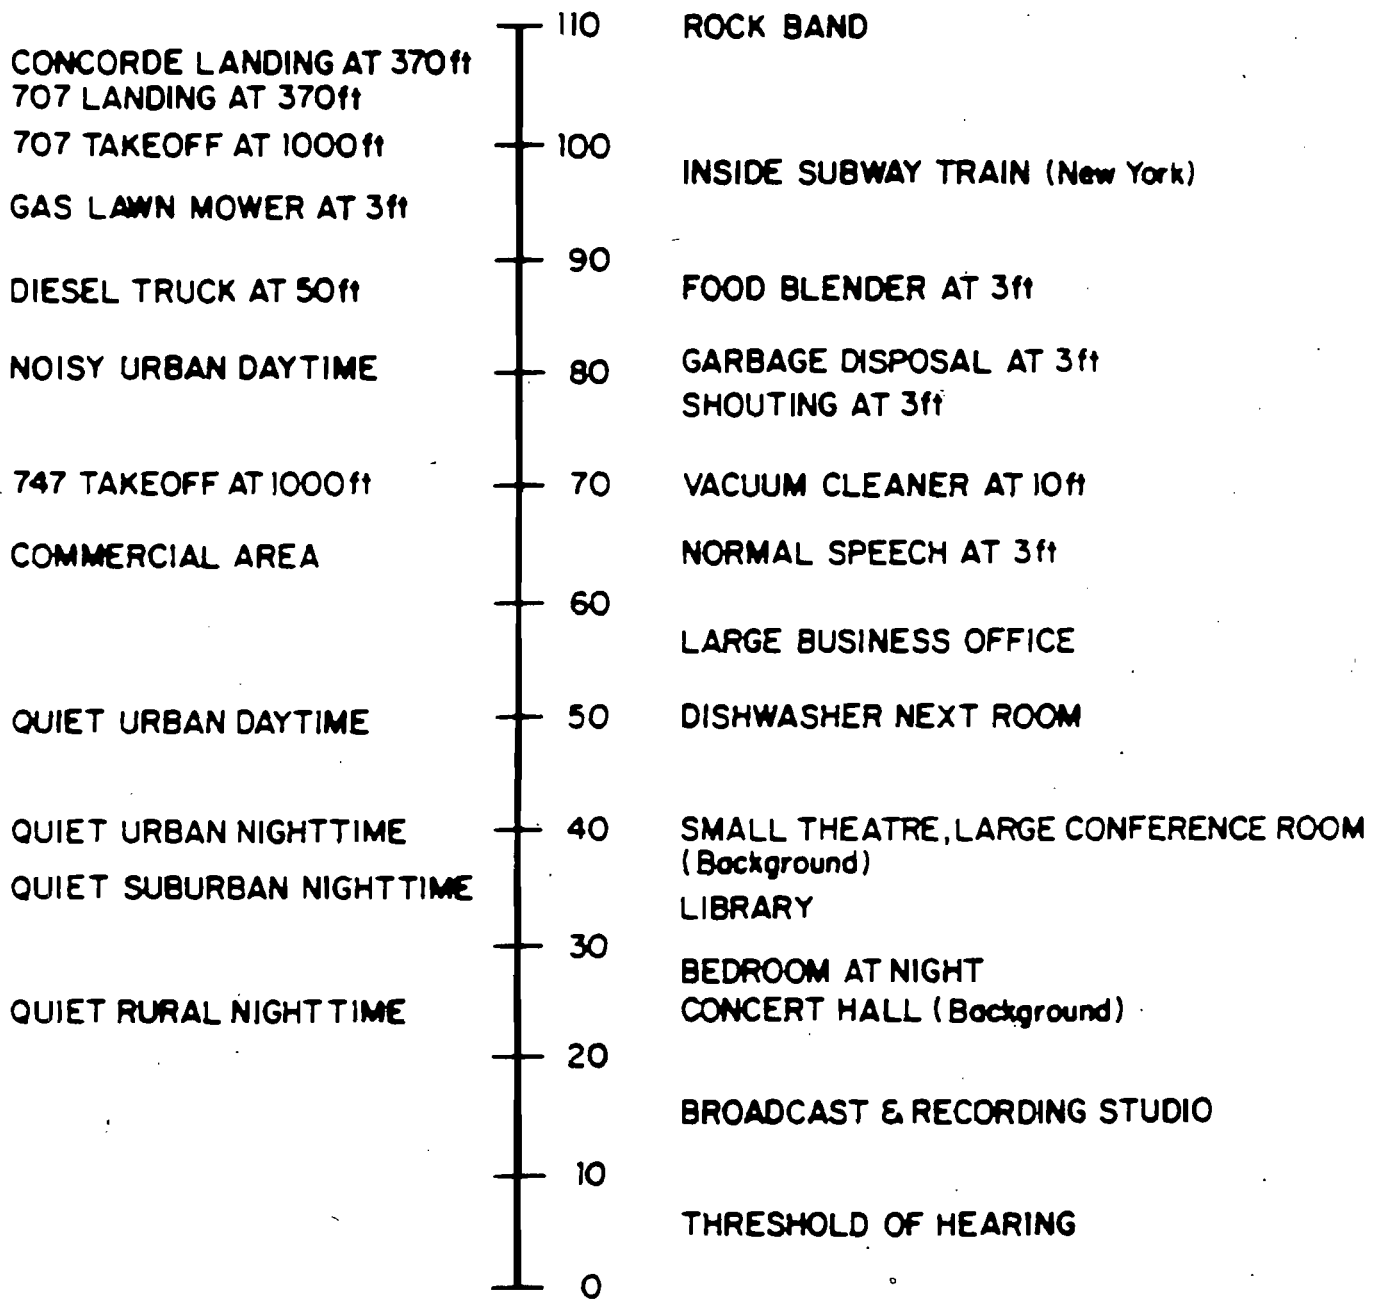 110 ROCK BAND
CONCORDE LANDING AT 370ft
707 LANDING AT 370ft
707 TAKEOFF AT 1000ft 100
INSIDE SUBWAY TRAIN (New York)
GAS LAWN MOWER AT 3ft
90
DIESEL TRUCK AT 50ft FOOD BLENDER AT 3ft
NOISY URBAN DAYTIME 80 GARBAGE DISPOSAL AT 3ft
SHOUTING AT 3ft
747 TAKEOFF AT 1000ft 70 VACUUM CLEANER AT 10ft
COMMERCIAL AREA NORMAL SPEECH AT 3ft
60
LARGE BUSINESS OFFICE
QUIET URBAN DAYTIME 50 DISHWASHER NEXT ROOM
QUIET URBAN NIGHTTIME 40 SMALL THEATRE, LARGE CONFERENCE ROOM
(Background)
QUIET SUBURBAN NIGHTTIME
LIBRARY
30
BEDROOM AT NIGHT
QUIET RURAL NIGHTTIME CONCERT HALL (Background)
20
BROADCAST & RECORDING STUDIO
10
THRESHOLD OF HEARING
0